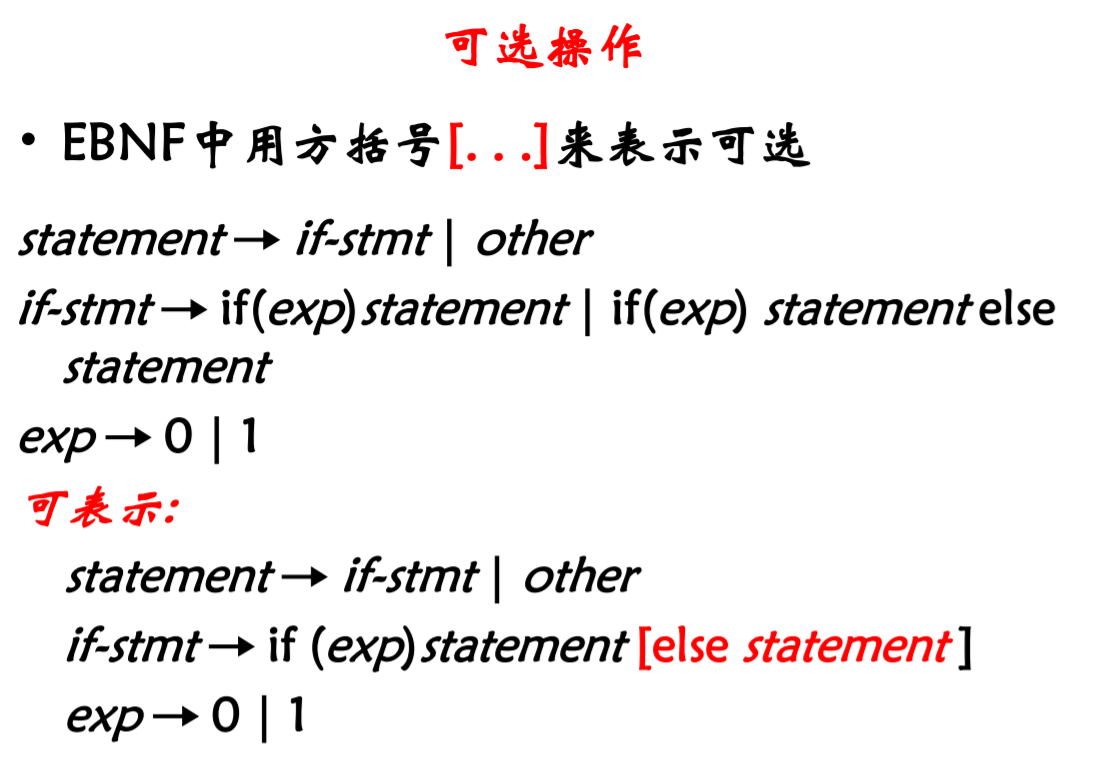 可选操作
• EBNF中用方括号[. . .]来表示可选
statement → if-stmt | other
if-stmt → if(exp)statement | if(exp) statement else
statement
exp → 0 | 1
可表示:
statement → if-stmt | other
if-stmt → if (exp)statement [else statement ]
exp → 0 | 1